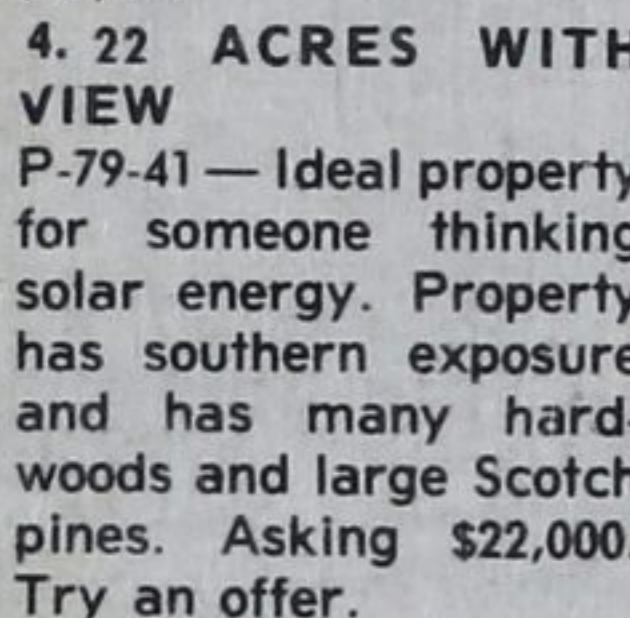 4. 22 ACRES WITH
VIEW
P-79-41 — Ideal property
for someone thinking
solar energy. Property
has southern exposure
and has many hard-
woods and large Scotch
pines. Asking $22,000.
Try an offer.